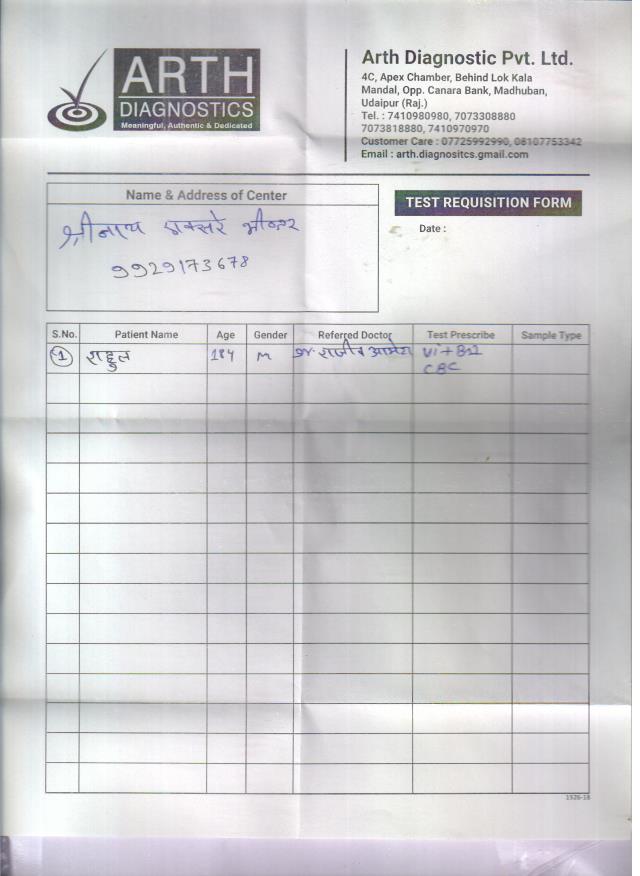 ARTH
DIAGNOSTICS
Meaningful, Authentic & Dedicated
Arth Diagnostic Pvt. Ltd.
4C, Apex Chamber, Behind Lok Kala
Mandal, Opp. Canara Bank, Madhuban,
Udaipur (Raj.)
Tel. : 7410980980, 7073308880
7073818880, 7410970970
Customer Care : 07725992990, 08107753342
Email : arth.diagnositcs.gmail.com
Name & Address of Center
TEST REQUISITION FORM
Date :
श्रीनाथ एक्सरे भीण्डर
9929173678
S.No. Patient Name Age Gender Referred Doctor Test Prescribe Sample Type
1 राहुल M राजीव Vit B12
CBC
1926-18